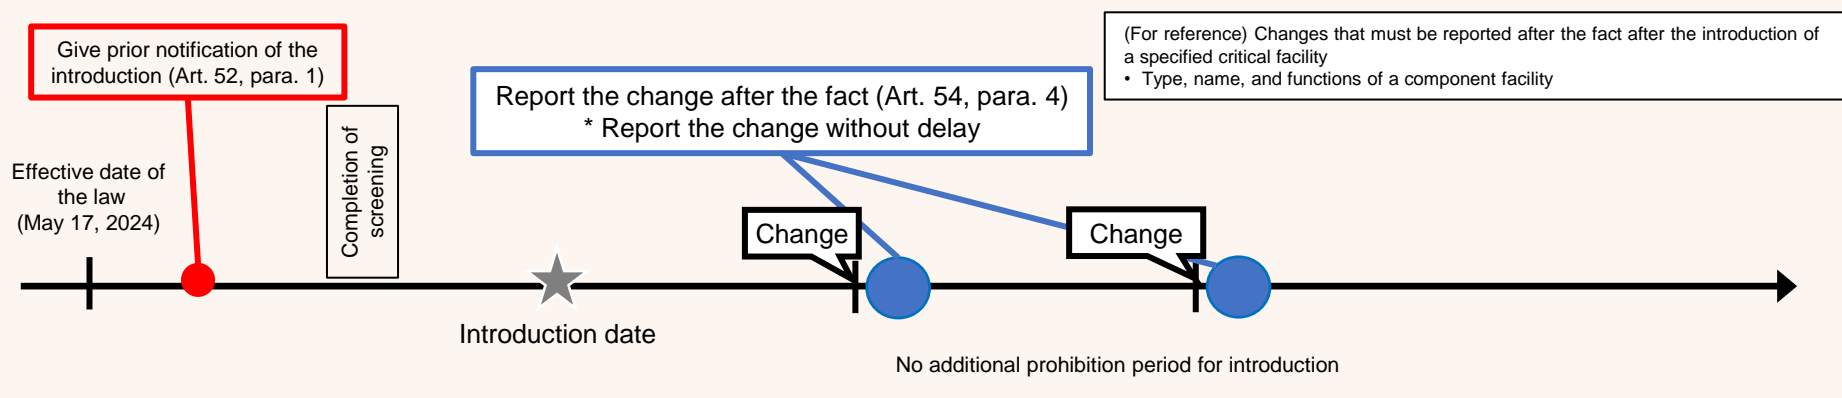 Give prior notification of the
introduction (Art. 52, para. 1)
(For reference) Changes that must be reported after the fact after the introduction of
a specified critical facility
• Type, name, and functions of a component facility
Report the change after the fact (Art. 54, para. 4)
* Report the change without delay
Effective date of
the law
(May 17, 2024)
Completion of
screening
Change
Change
Introduction date
No additional prohibition period for introduction